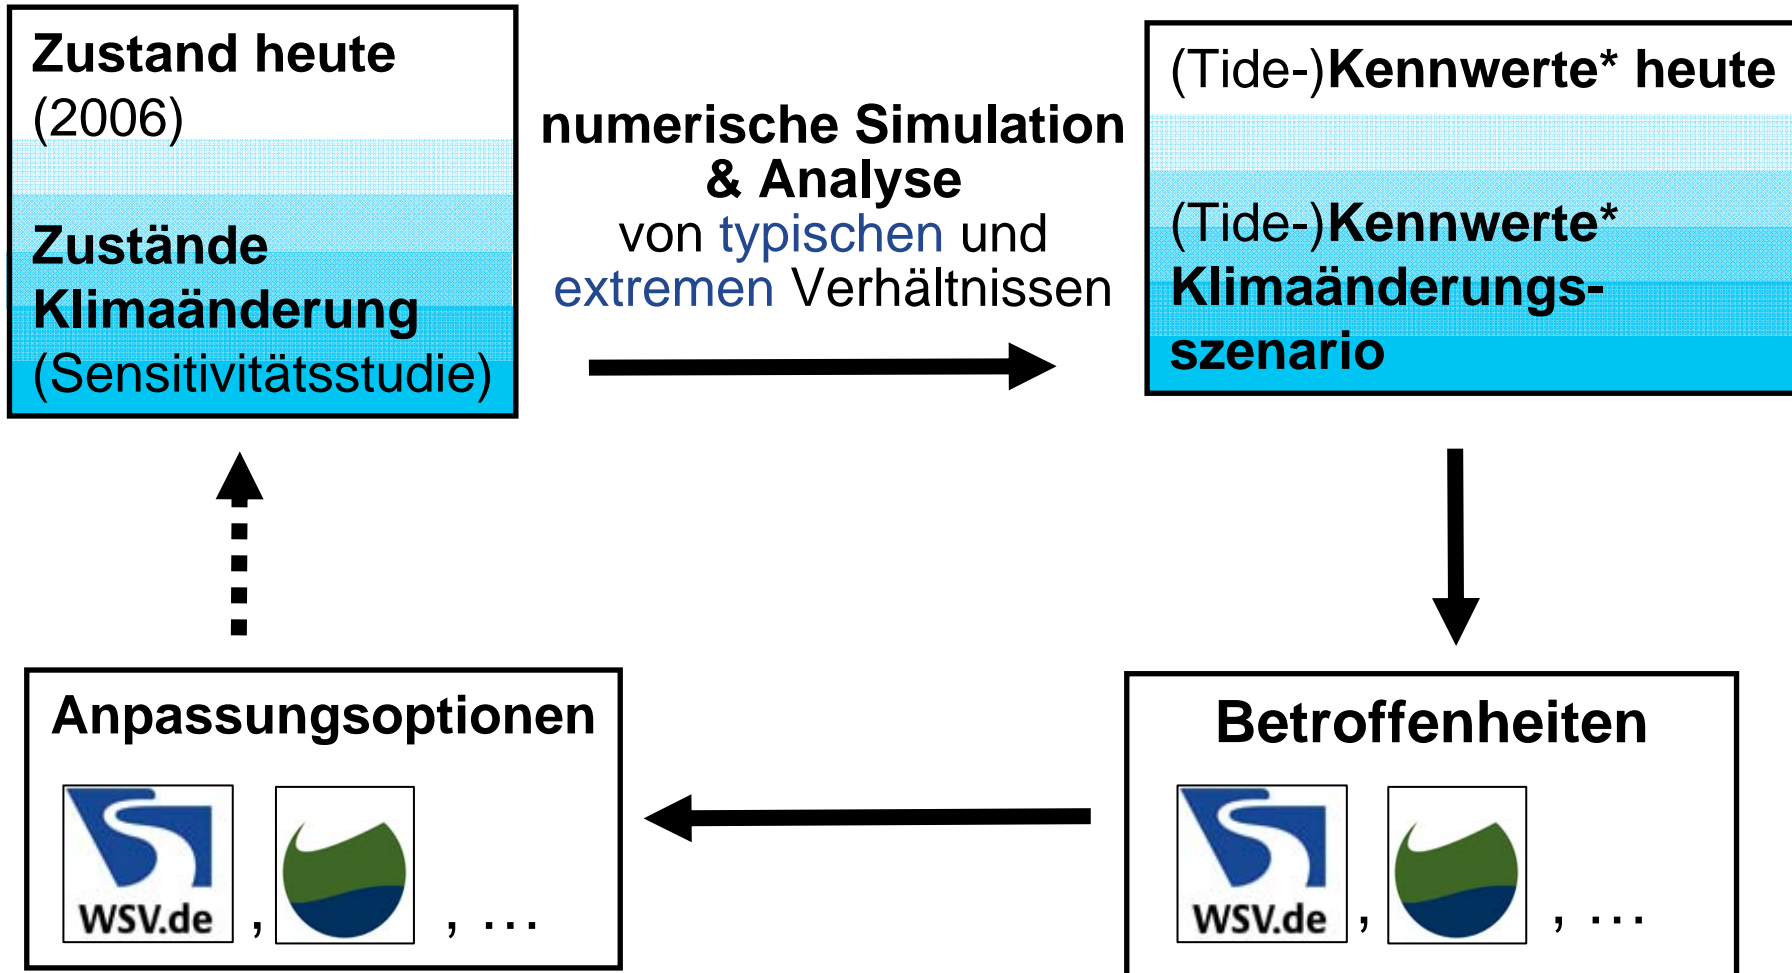 Zustand heute
(2006)
Zustände
Klimaänderung
(Sensitivitätsstudie)
numerische Simulation
& Analyse
von typischen und
extremen Verhältnissen
(Tide-)Kennwerte* heute
(Tide-)Kennwerte*
Klimaänderungs-
szenario
Anpassungsoptionen
WSV.de , , ...
Betroffenheiten
WSV.de , , ...